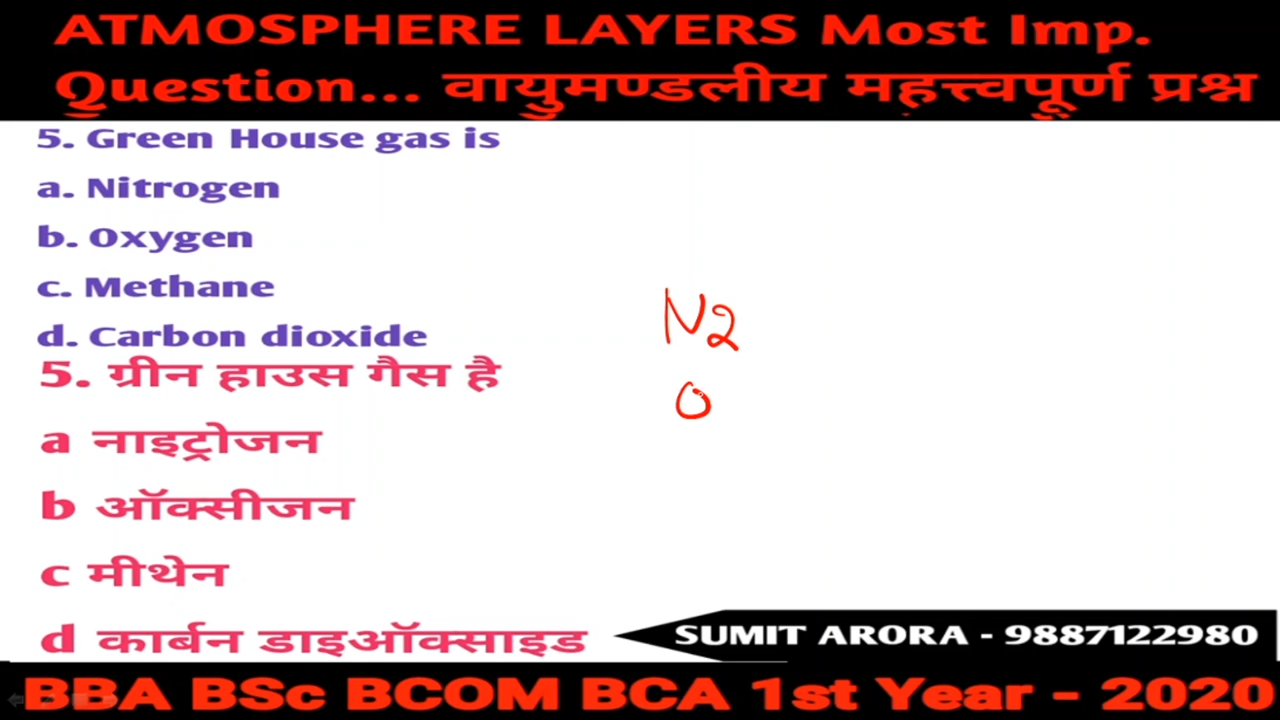 ATMOSPHERE LAYERS Most Imp.
Question... वायुमण्डलीय महत्त्वपूर्ण प्रश्न
5. Green House gas is
a. Nitrogen
b. Oxygen
c. Methane
d. Carbon dioxide
N2
O
5. ग्रीन हाउस गैस है
a नाइट्रोजन
b ऑक्सीजन
c मीथेन
d कार्बन डाइऑक्साइड
SUMIT ARORA - 9887122980
BBA BSc BCOM BCA 1st Year - 2020